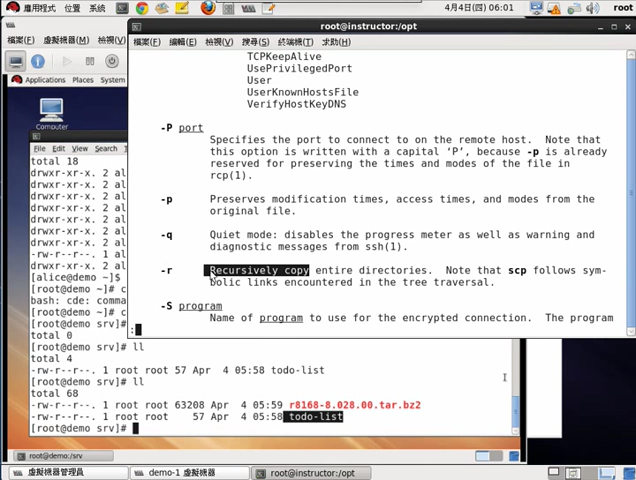 應用程式 位置 系統 4月4日(四) 06:01 root
root@instructor:/opt
檔案(F) 虛擬機器(M) 檢視(V)
檔案(F) 編輯(E) 檢視(V) 搜尋(S) 終端機(T) 求助(H)
Applications Places System
Computer
TCPKeepAlive
UsePrivilegedPort
User
UserKnownHostsFile
VerifyHostKeyDNS
-P port
Specifies the port to connect to on the remote host. Note that
this option is written with a capital ‘P’, because -p is already
reserved for preserving the times and modes of the file in
rcp(1).
-p Preserves modification times, access times, and modes from the
original file.
-q Quiet mode: disables the progress meter as well as warning and
diagnostic messages from ssh(1).
-r Recursively copy entire directories. Note that scp follows sym-
bolic links encountered in the tree traversal.
-S program
Name of program to use for the encrypted connection. The program
:
File Edit View Search
total 18
drwxr-xr-x. 2 al
drwxr-xr-x. 2 al
drwxr-xr-x. 2 al
drwxr-xr-x. 2 al
drwxr-xr-x. 2 al
drwxr-xr-x. 2 al
drwxr-xr-x. 2 al
-rw-r--r--. 1 al
drwxr-xr-x. 2 al
[alice@demo ~]$
[root@demo ~]# c
bash: cde: comma
[root@demo ~]# c
[root@demo srv]#
total 0
[root@demo srv]# ll
total 4
-rw-r--r--. 1 root root 57 Apr 4 05:58 todo-list
[root@demo srv]# ll
total 68
-rw-r--r--. 1 root root 63208 Apr 4 05:59 r8168-8.028.00.tar.bz2
-rw-r--r--. 1 root root 57 Apr 4 05:58 todo-list
[root@demo srv]#
root@demo:/srv
虛擬機器管理員 demo-1 虛擬機器 root@instructor:/opt